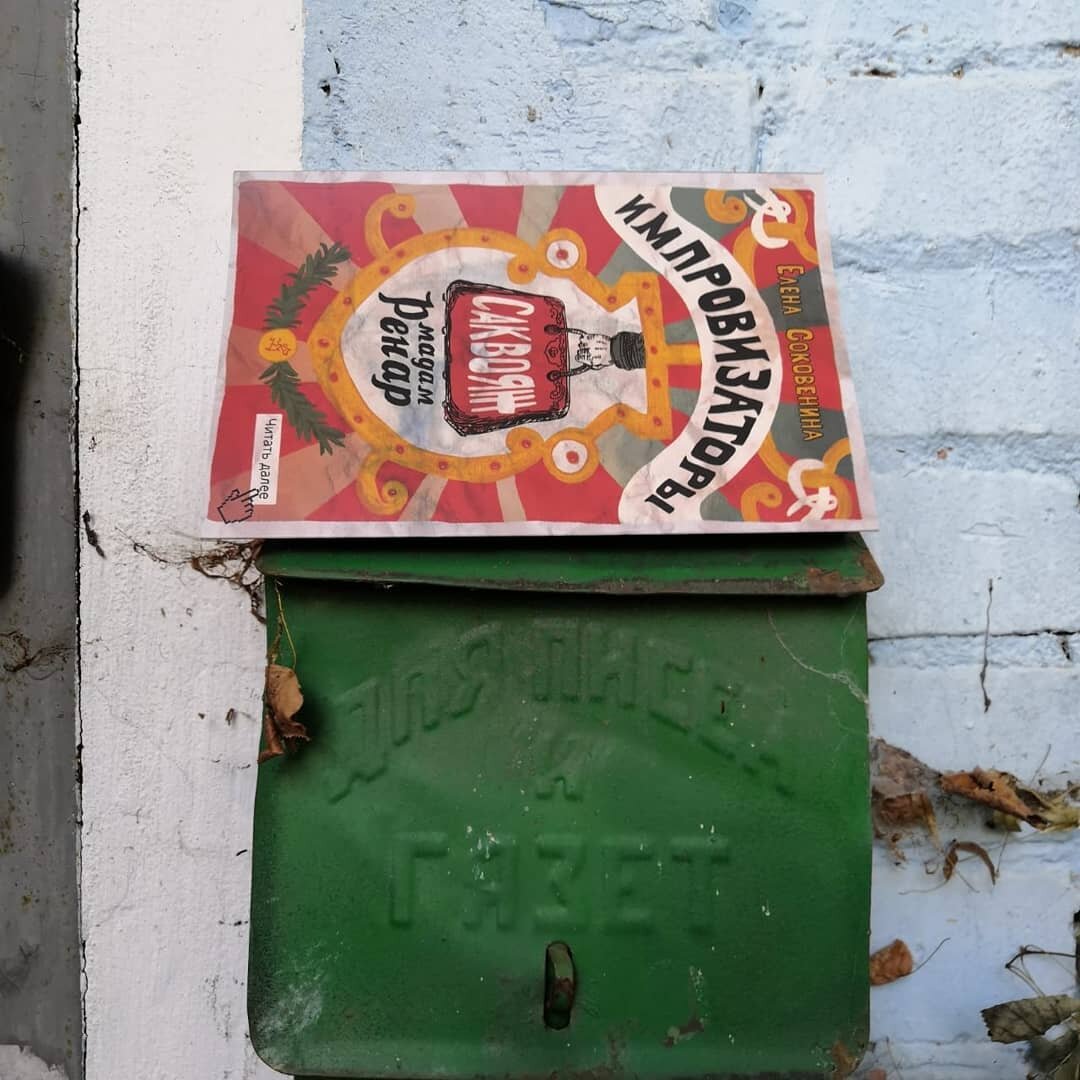 Елена Соковенина
ИМПРОВИЗАТОРЫ
САКВОЯЖ
мадам
Ренар
Читать далее
ДЛЯ ПИСЕМ
И
ГАЗЕТ